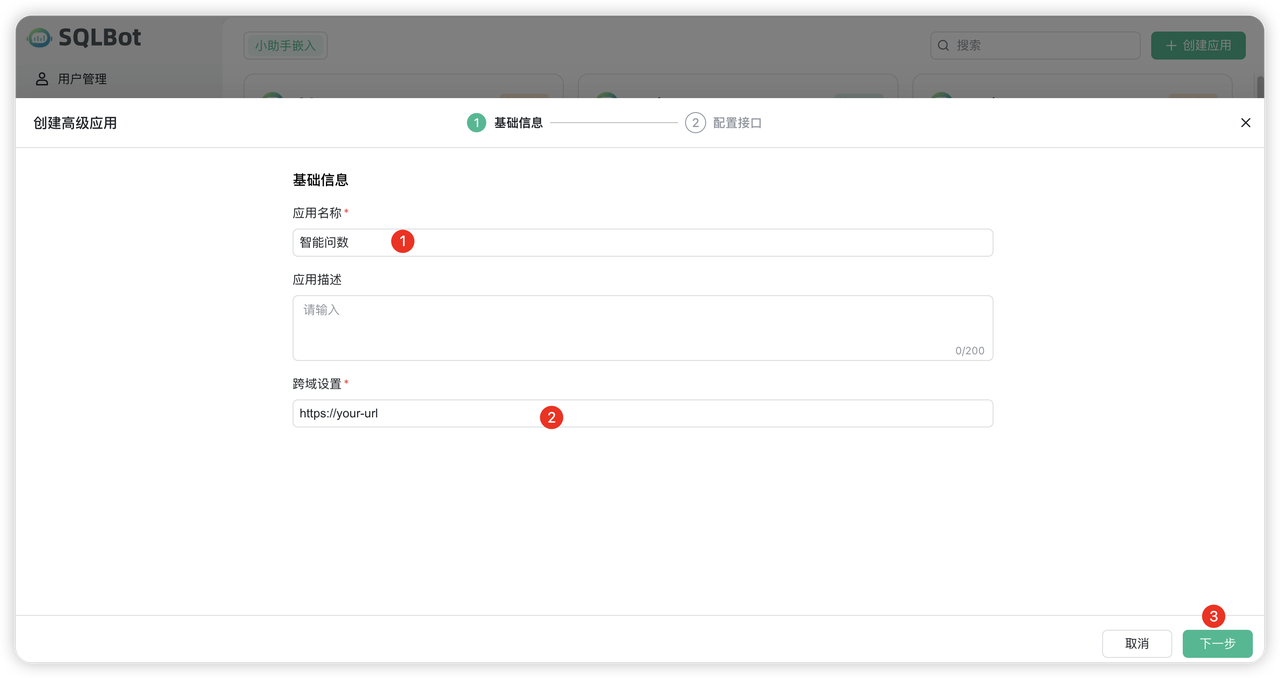 SQLBot
小助手嵌入
搜索
创建应用
用户管理
创建高级应用
1 基础信息
2 配置接口
基础信息
应用名称*
智能问数
1
应用描述
请输入
0/200
跨域设置*
https://your-url
2
3
取消
下一步